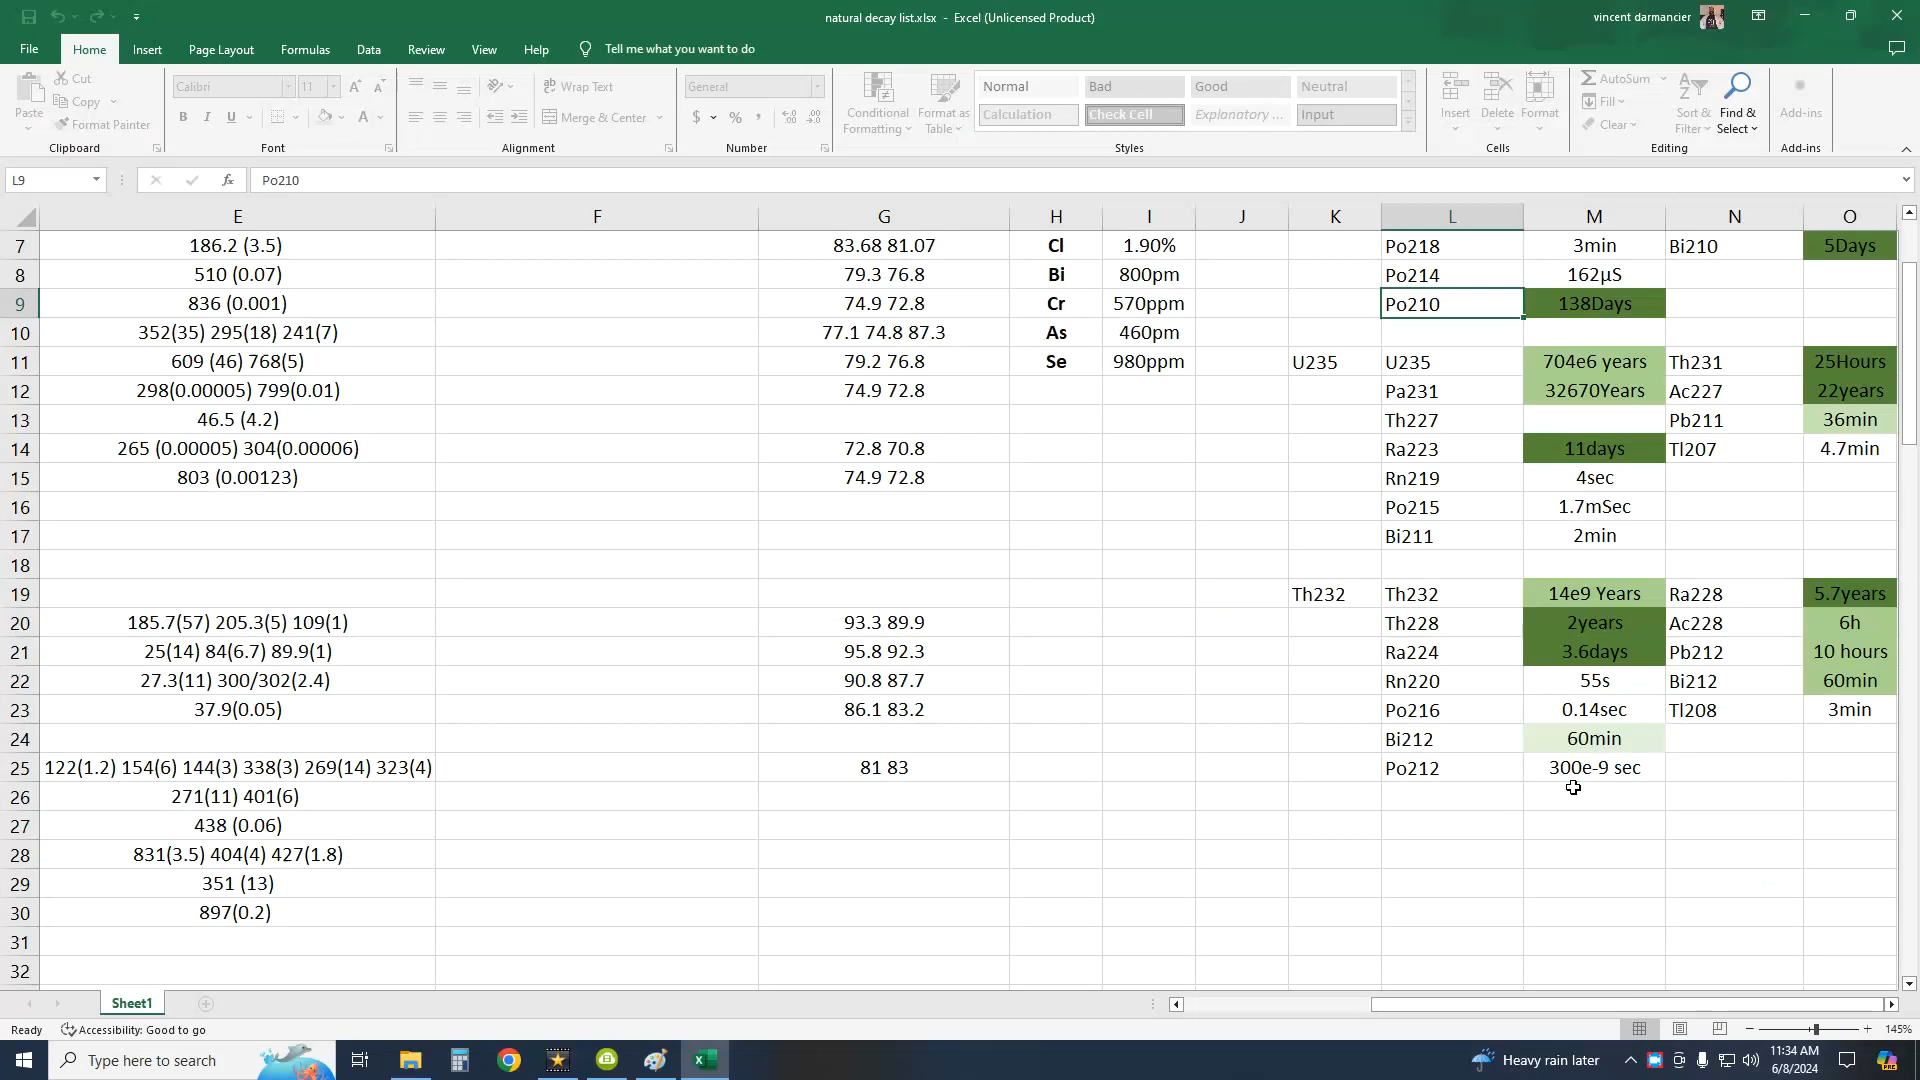 natural decay list.xlsx - Excel (Unlicensed Product)
vincent darmancier
File Home Insert Page Layout Formulas Data Review View Help Tell me what you want to do
Paste Cut Copy Format Painter Clipboard
Calibri 11 B I U Font
Wrap Text Merge & Center Alignment
General $ % , Number
Conditional Formatting Format as Table Normal Bad Good Neutral
Calculation Check Cell Explanatory ... Input
Styles
Insert Delete Format Cells
AutoSum Fill Clear Sort & Filter Find & Select Editing
Add-ins Add-ins
L9 fx Po210
E F G H I J K L M N O
7 186.2 (3.5) 83.68 81.07 Cl 1.90% Po218 3min Bi210 5Days
8 510 (0.07) 79.3 76.8 Bi 800pm Po214 162µS
9 836 (0.001) 74.9 72.8 Cr 570ppm Po210 138Days
10 352(35) 295(18) 241(7) 77.1 74.8 87.3 As 460pm
11 609 (46) 768(5) 79.2 76.8 Se 980ppm U235 U235 704e6 years Th231 25Hours
12 298(0.00005) 799(0.01) 74.9 72.8 Pa231 32670Years Ac227 22years
13 46.5 (4.2) Th227 Pb211 36min
14 265 (0.00005) 304(0.00006) 72.8 70.8 Ra223 11days Tl207 4.7min
15 803 (0.00123) 74.9 72.8 Rn219 4sec
16 Po215 1.7mSec
17 Bi211 2min
18
19 Th232 Th232 14e9 Years Ra228 5.7years
20 185.7(57) 205.3(5) 109(1) 93.3 89.9 Th228 2years Ac228 6h
21 25(14) 84(6.7) 89.9(1) 95.8 92.3 Ra224 3.6days Pb212 10 hours
22 27.3(11) 300/302(2.4) 90.8 87.7 Rn220 55s Bi212 60min
23 37.9(0.05) 86.1 83.2 Po216 0.14sec Tl208 3min
24 Bi212 60min
25 122(1.2) 154(6) 144(3) 338(3) 269(14) 323(4) 81 83 Po212 300e-9 sec
26 271(11) 401(6)
27 438 (0.06)
28 831(3.5) 404(4) 427(1.8)
29 351 (13)
30 897(0.2)
31
32
Sheet1
Ready Accessibility: Good to go 145%
Type here to search Heavy rain later 11:34 AM
6/8/2024